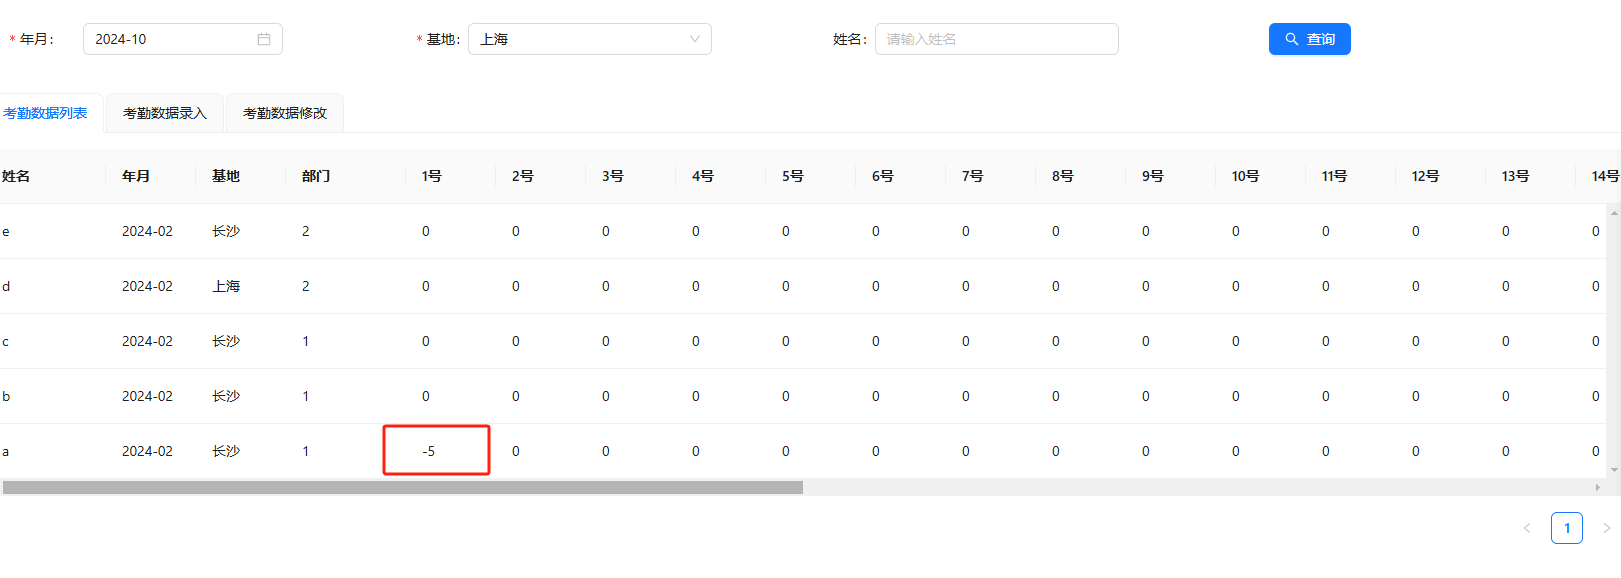 * 年月： 2024-10 * 基地： 上海 姓名： 请输入姓名 查询
考勤数据列表 考勤数据录入 考勤数据修改
姓名 年月 基地 部门 1号 2号 3号 4号 5号 6号 7号 8号 9号 10号 11号 12号 13号 14号
e 2024-02 长沙 2 0 0 0 0 0 0 0 0 0 0 0 0 0 0
d 2024-02 上海 2 0 0 0 0 0 0 0 0 0 0 0 0 0 0
c 2024-02 长沙 1 0 0 0 0 0 0 0 0 0 0 0 0 0 0
b 2024-02 长沙 1 0 0 0 0 0 0 0 0 0 0 0 0 0 0
a 2024-02 长沙 1 -5 0 0 0 0 0 0 0 0 0 0 0 0 0
< 1 >